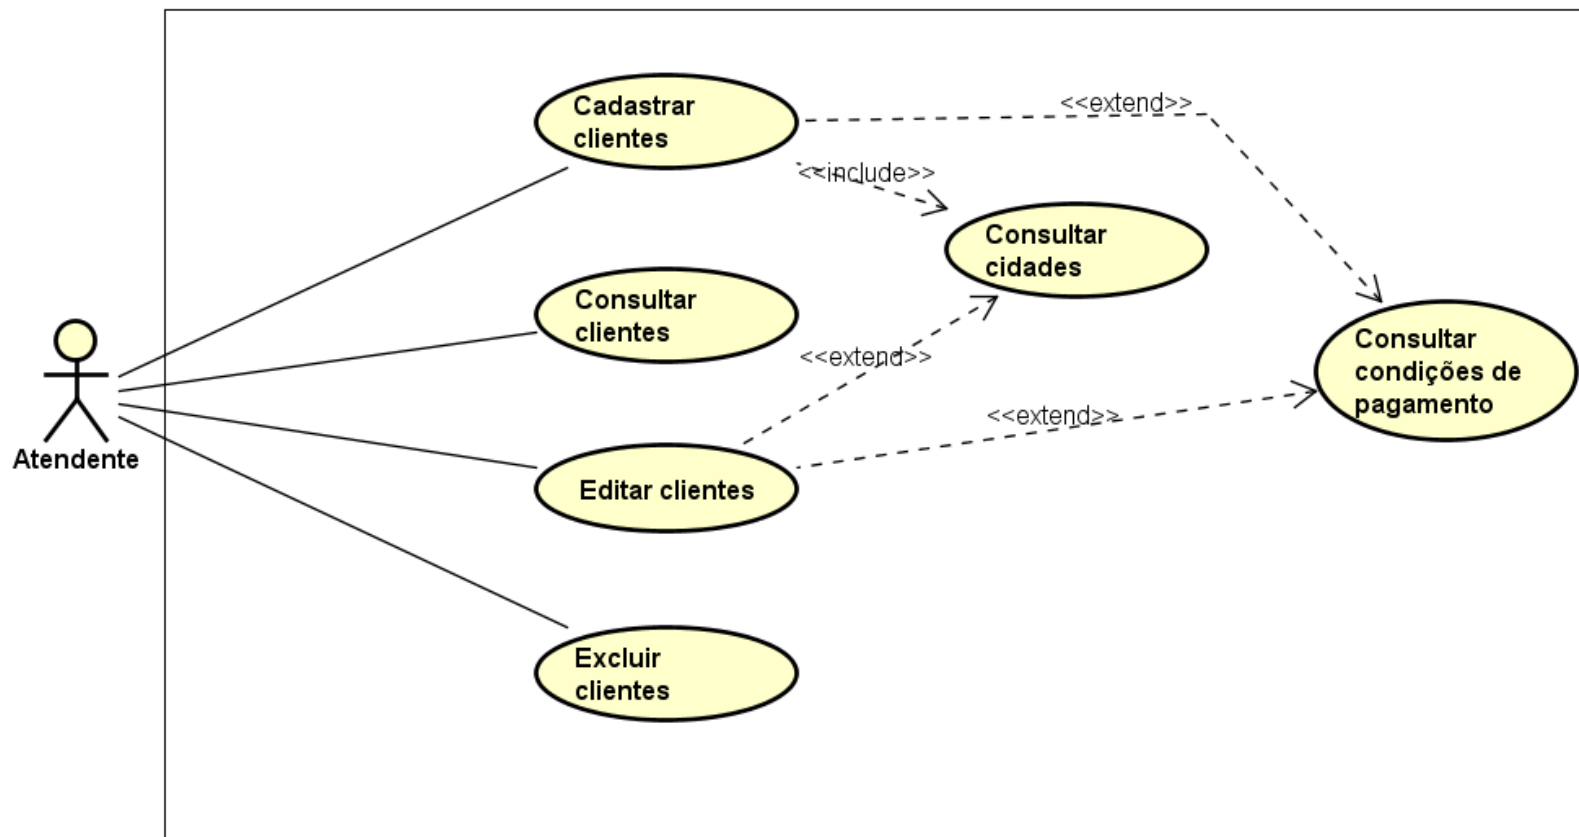 Cadastrar
clientes
<<extend>>
<<include>>
Consultar
cidades
Consultar
clientes
<<extend>>
Consultar
condições de
pagamento
<<extend>>
Atendente
Editar clientes
Excluir
clientes